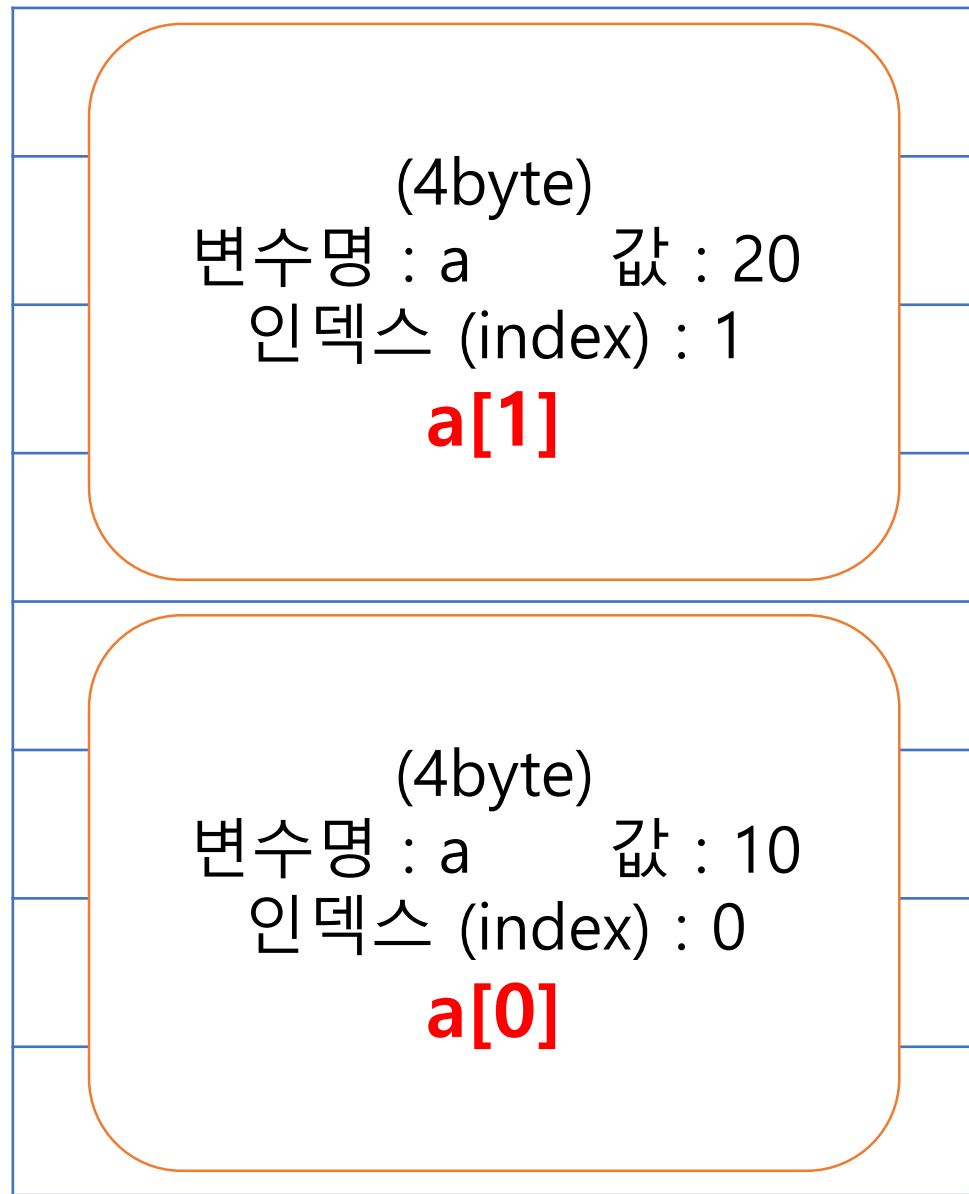 (4byte)
변수명 : a 값 : 20
인덱스 (index) : 1
a[1]
(4byte)
변수명 : a 값 : 10
인덱스 (index) : 0
a[0]